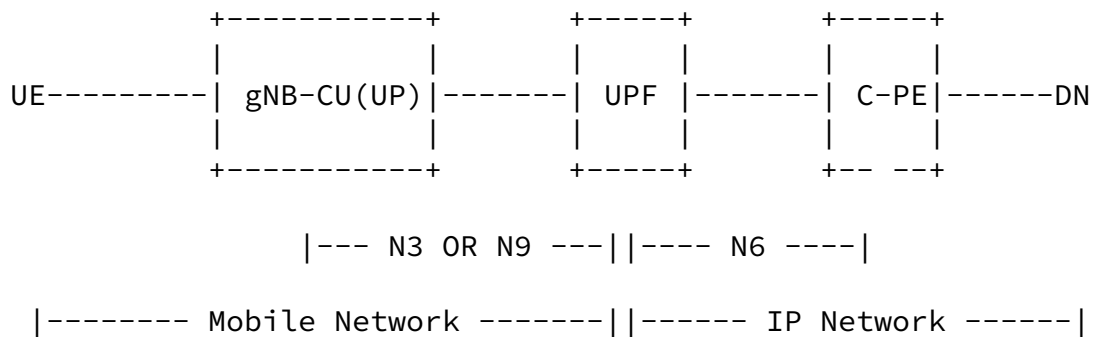 UE---------| gNB-CU(UP)|-------| UPF |-------| C-PE|------DN
|--- N3 OR N9 ---||---- N6 ----|
|-------- Mobile Network -------||------ IP Network ------|